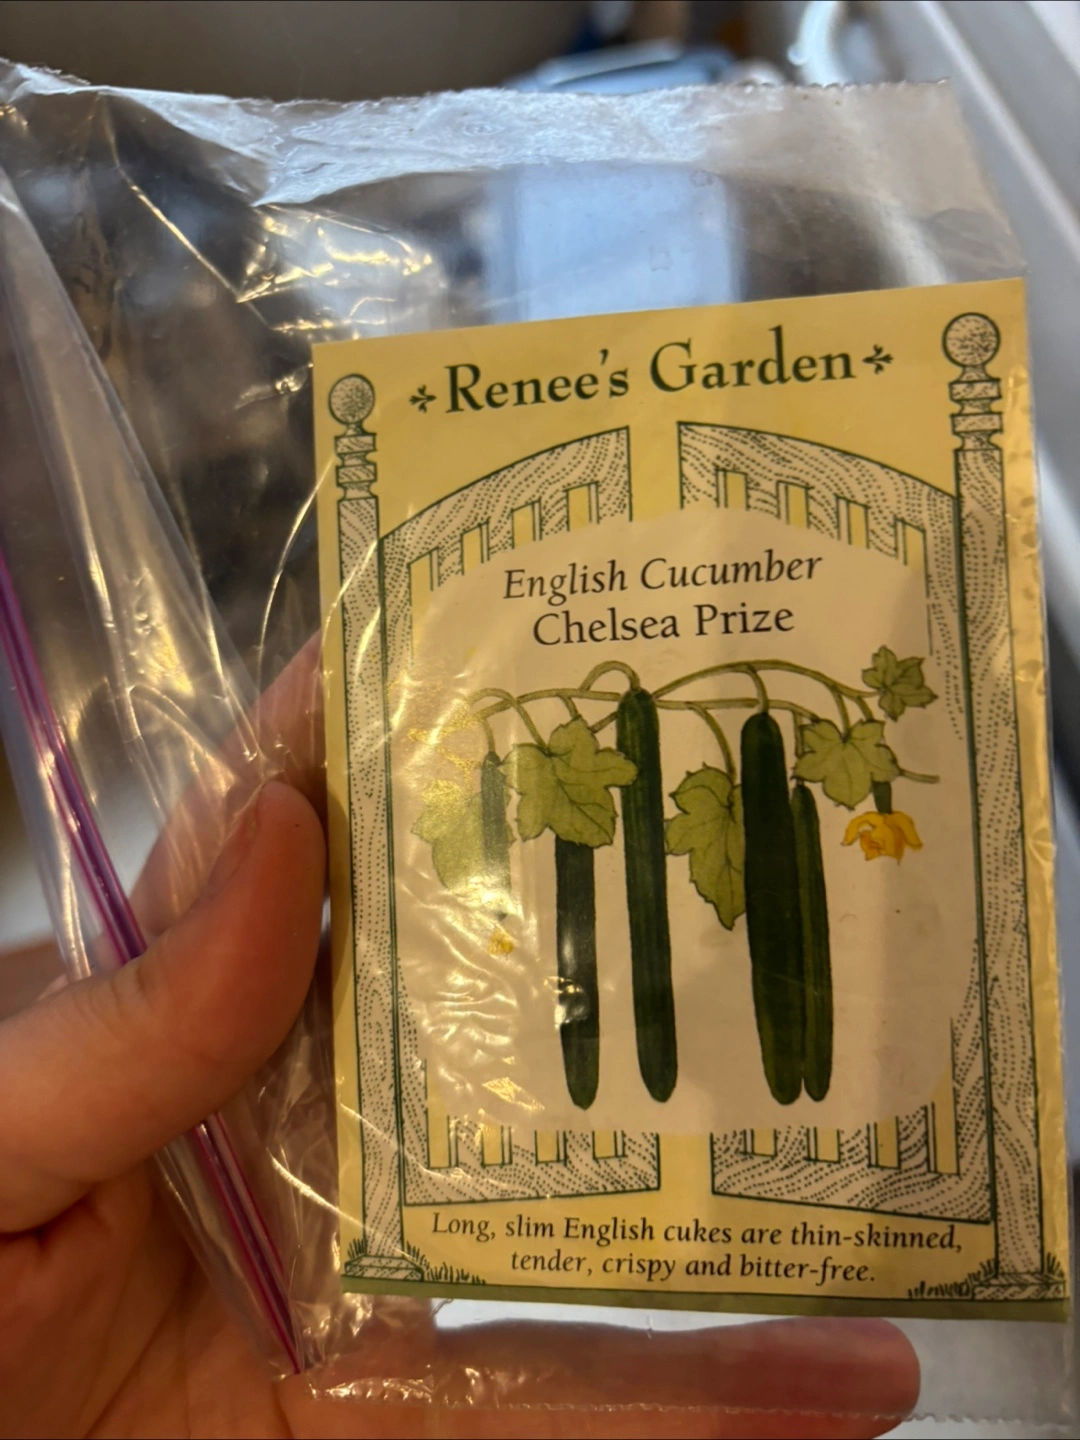 Renee's Garden
English Cucumber
Chelsea Prize
Long, slim English cukes are thin-skinned,
tender, crispy and bitter-free.